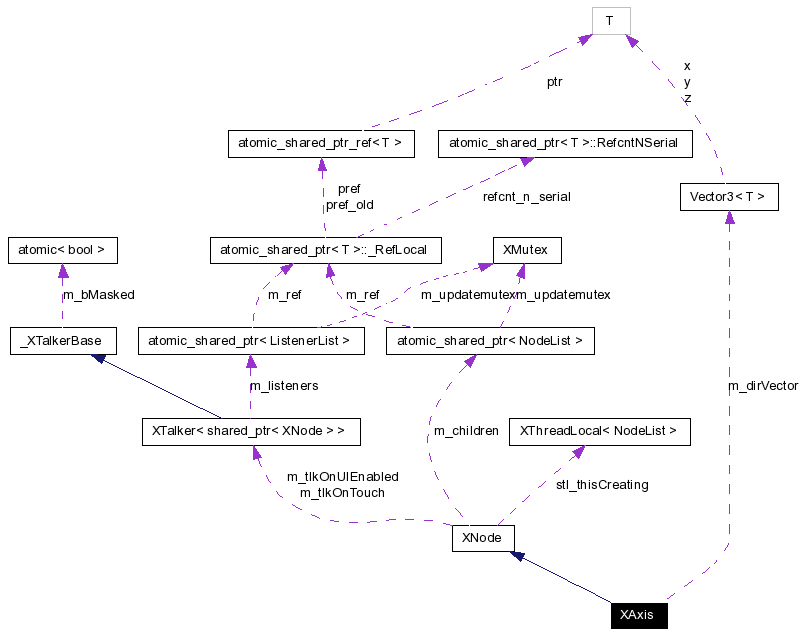 T
x
y
z
ptr
atomic_shared_ptr_ref< T >
atomic_shared_ptr< T >::RefcntNSerial
pref
pref_old
refcnt_n_serial
Vector3< T >
atomic< bool >
atomic_shared_ptr< T >::_RefLocal
XMutex
m_bMasked
m_ref
m_ref
m_updatemutex
m_updatemutex
_XTalkerBase
atomic_shared_ptr< ListenerList >
atomic_shared_ptr< NodeList >
m_listeners
m_dirVector
XTalker< shared_ptr< XNode > >
m_children
XThreadLocal< NodeList >
m_tlkOnUIEnabled
m_tlkOnTouch
stl_thisCreating
XNode
XAxis